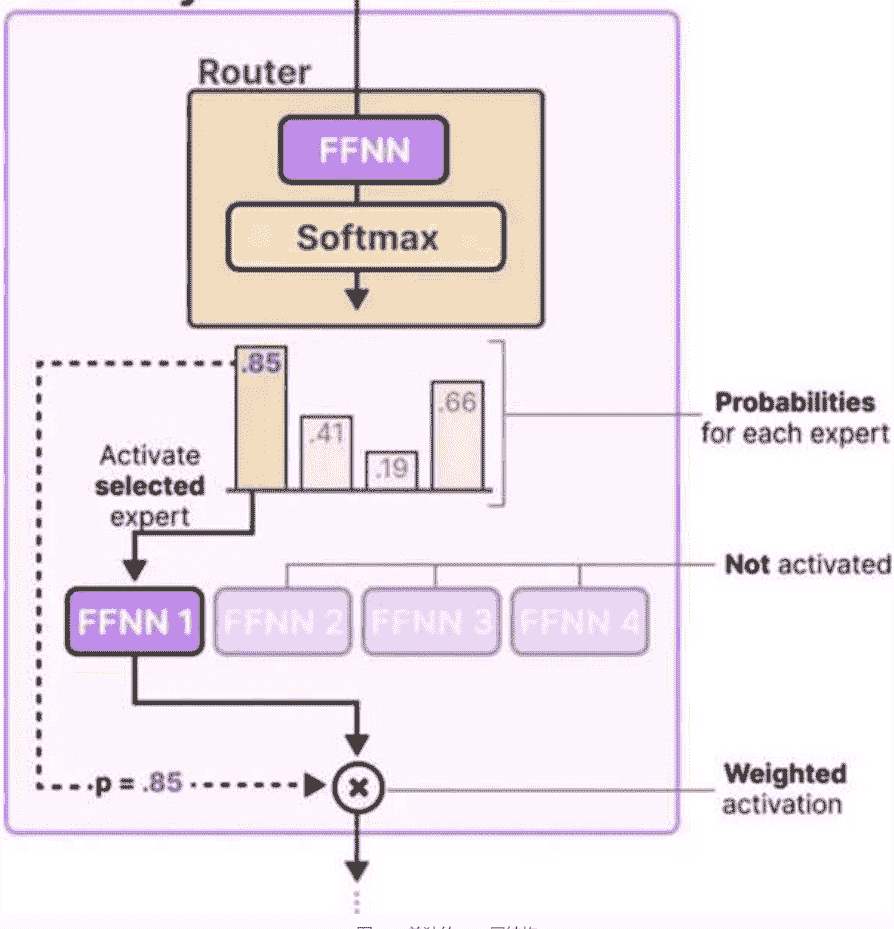 Router
FFNN
Softmax
.85
.41
.19
.66
Probabilities
for each expert
Activate
selected
expert
Not activated
FFNN 1
FFNN 2
FFNN 3
FFNN 4
p = .85
Weighted
activation